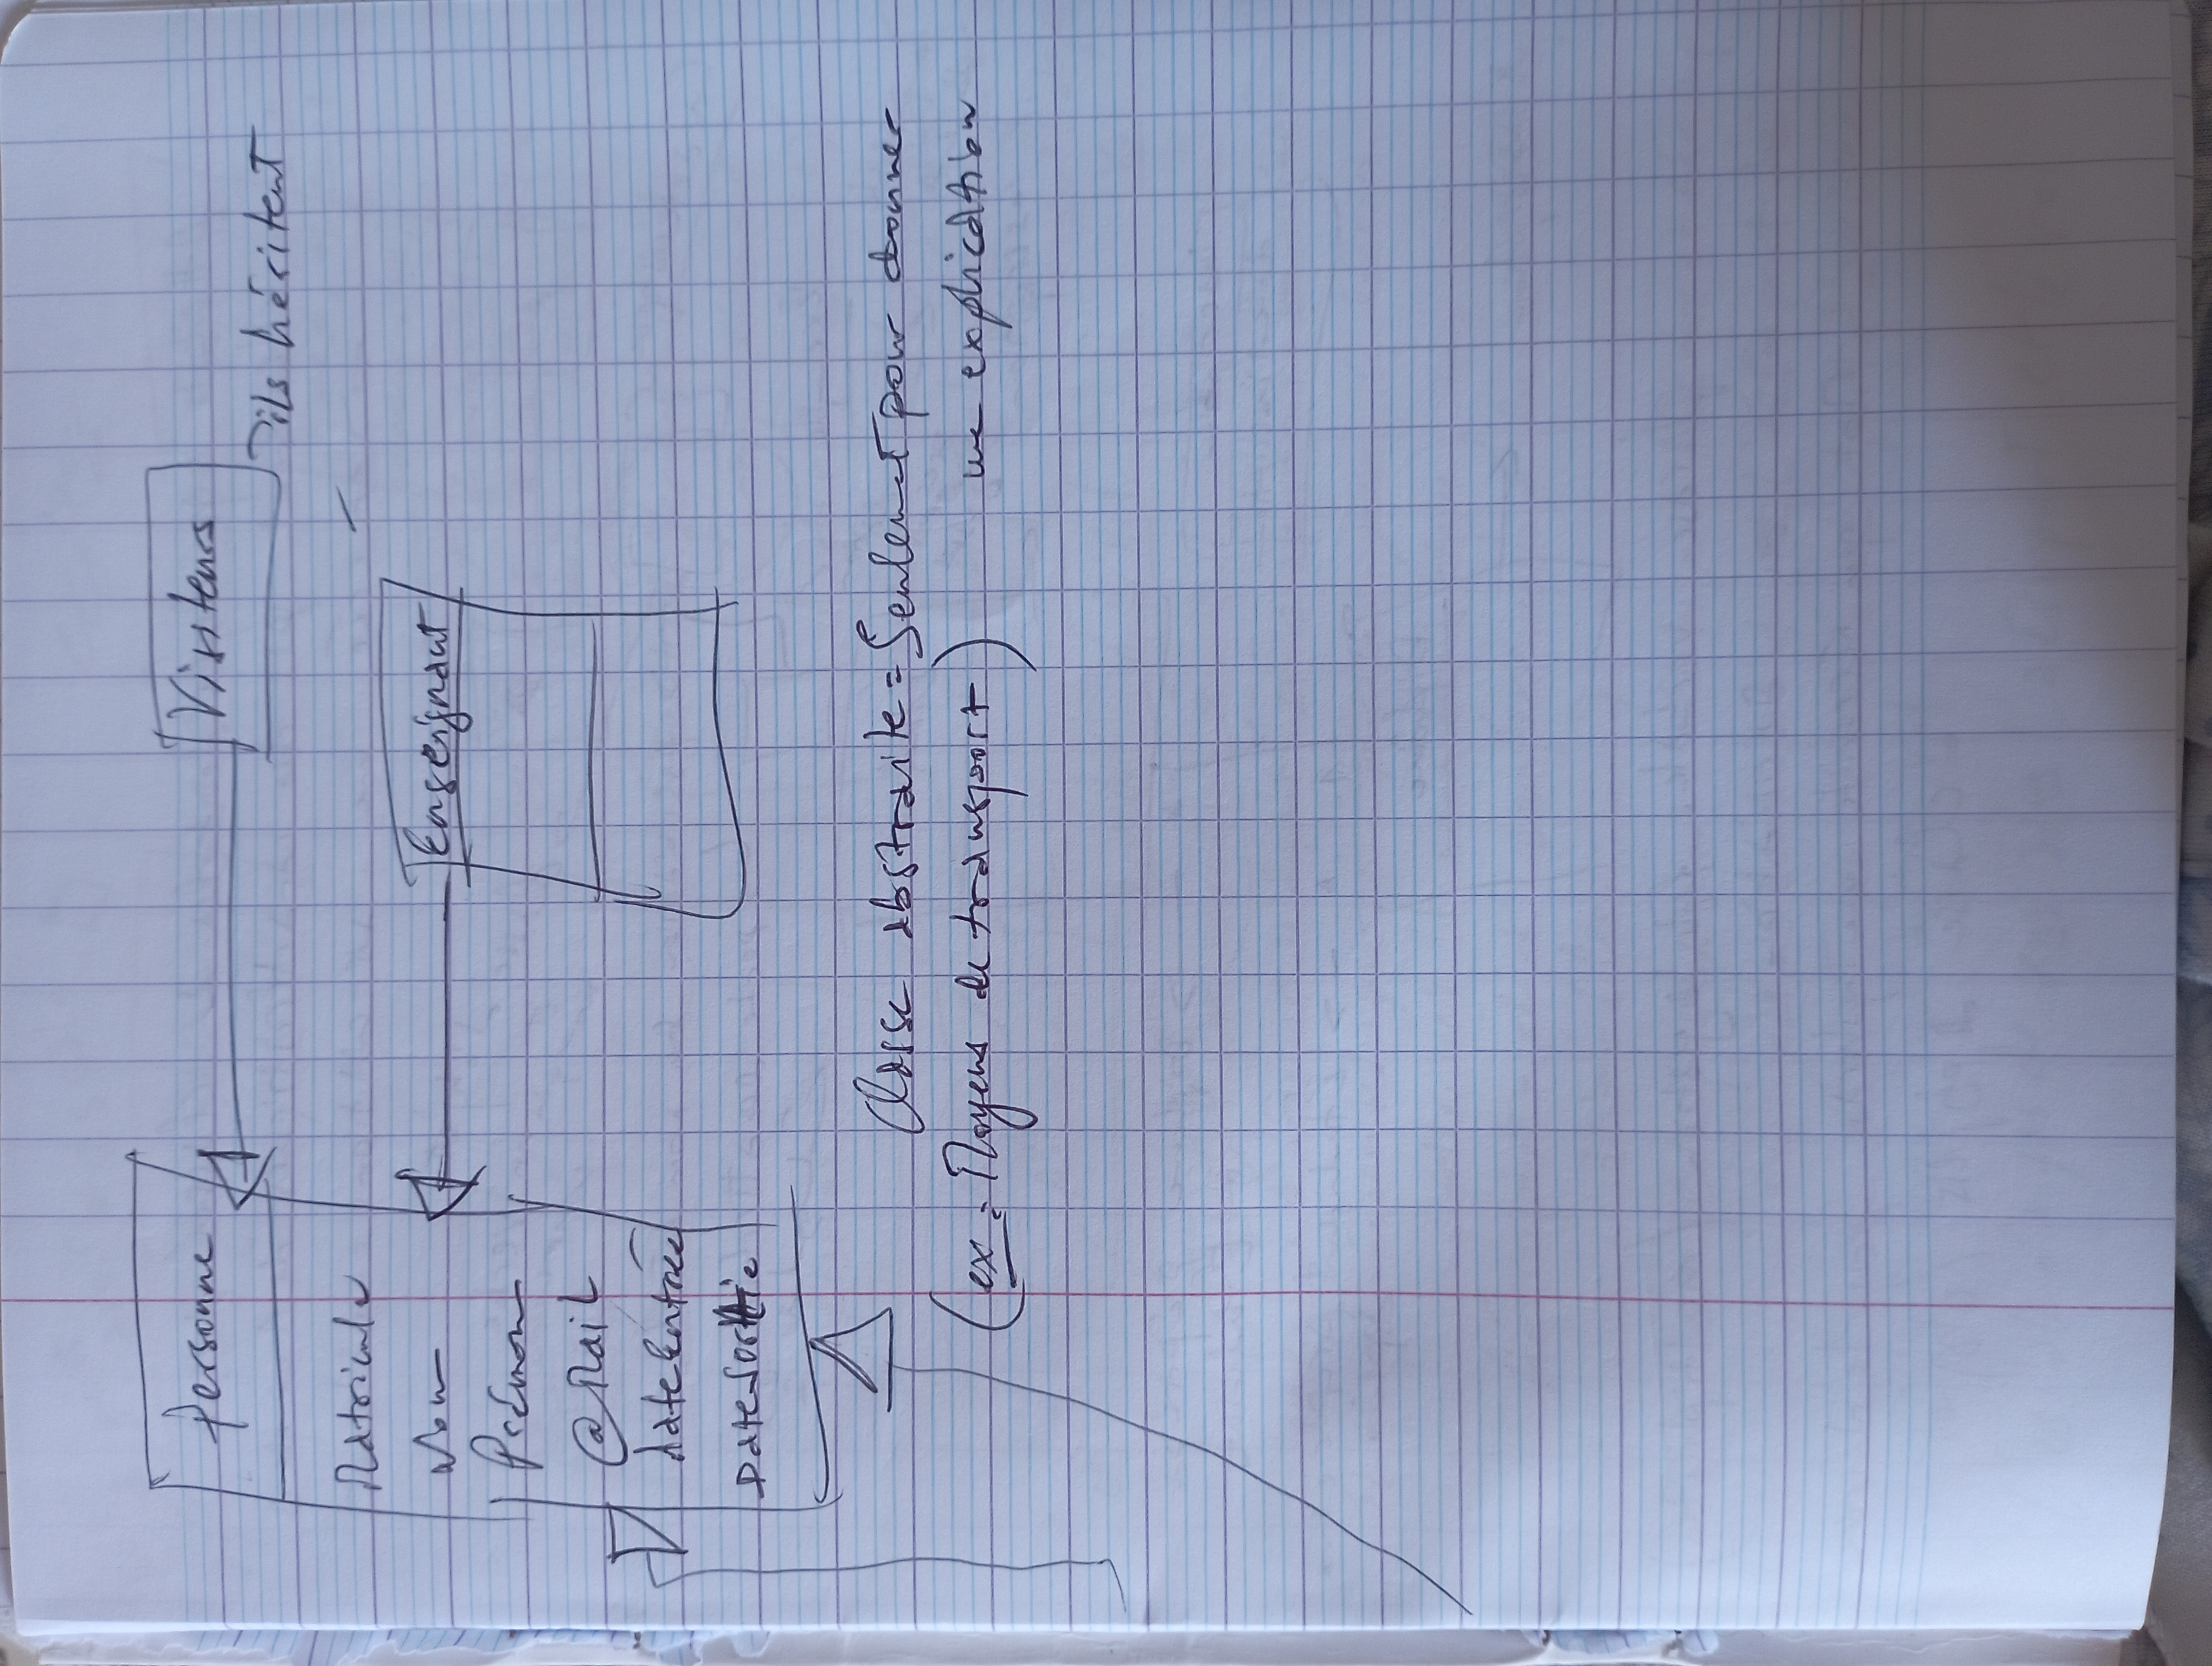 Personne
Visiteurs
ils héritent
Matricule
Nom
Prénom
@Mail
DateEntrée
DateSortie
Enseignant
Classe abstraite = Seulement pour donner
une explication
(ex : Moyens de transport)